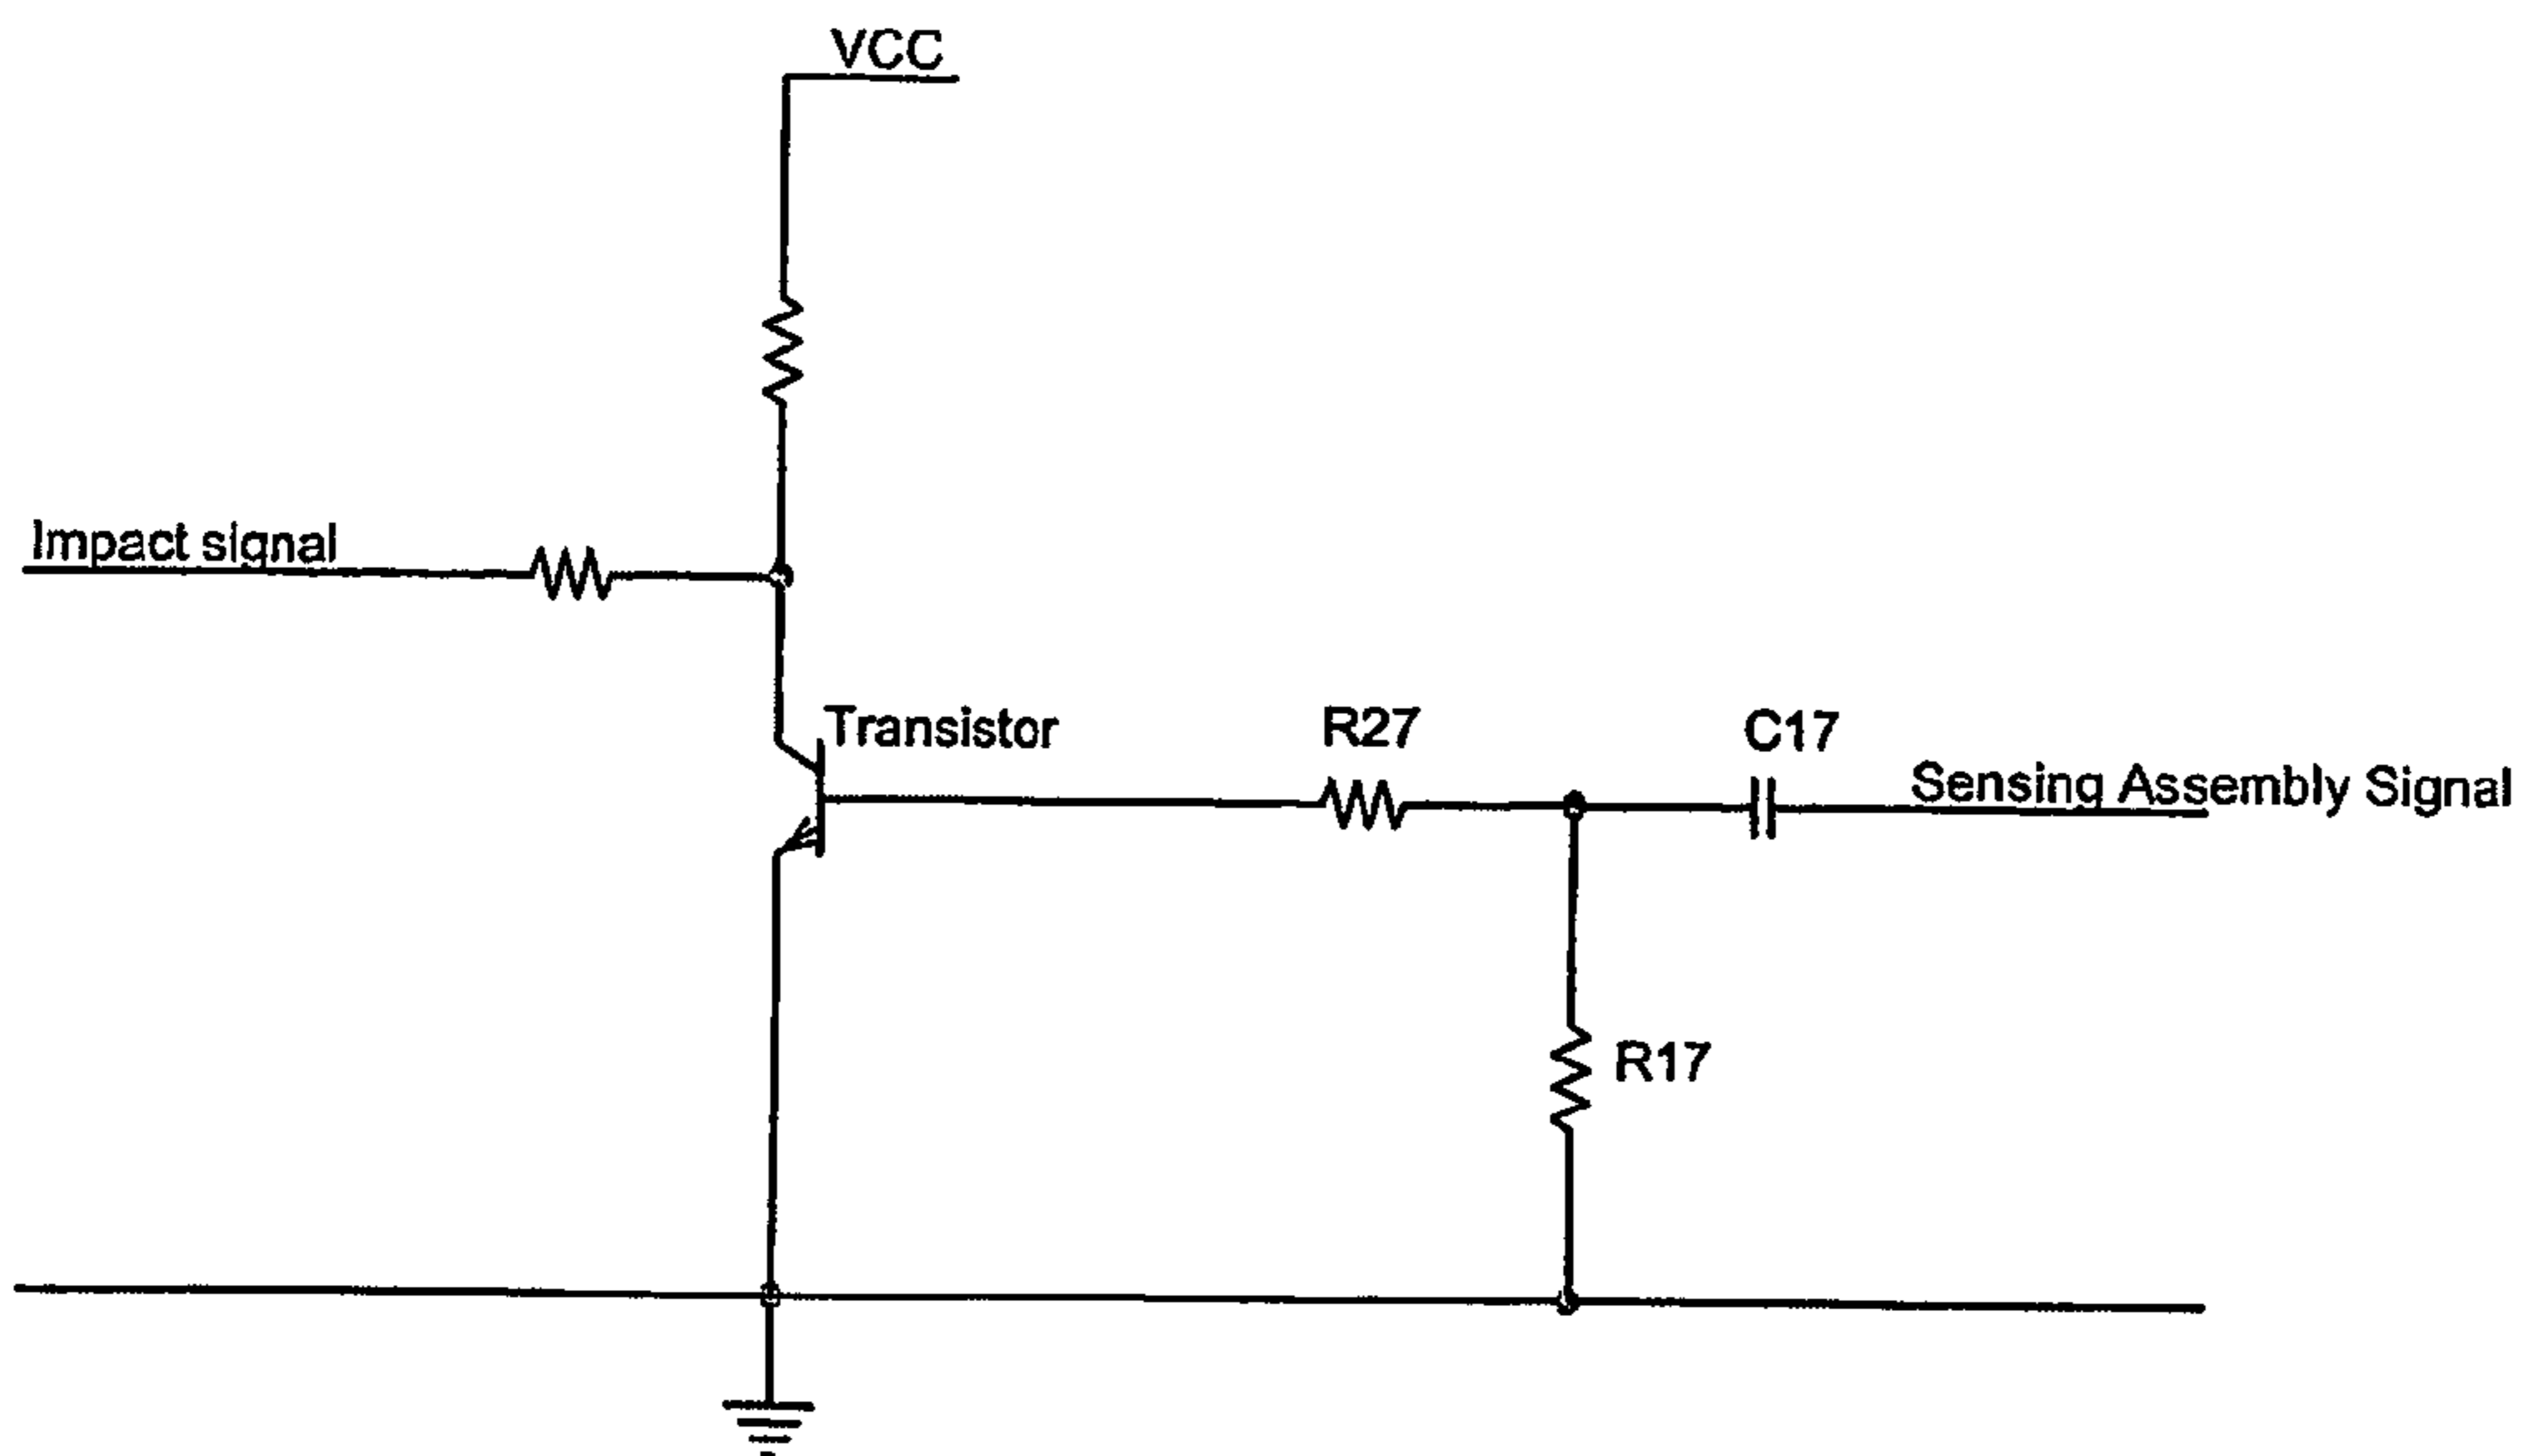 VCC
Impact signal
Transistor
R27
C17
Sensing Assembly Signal
R17